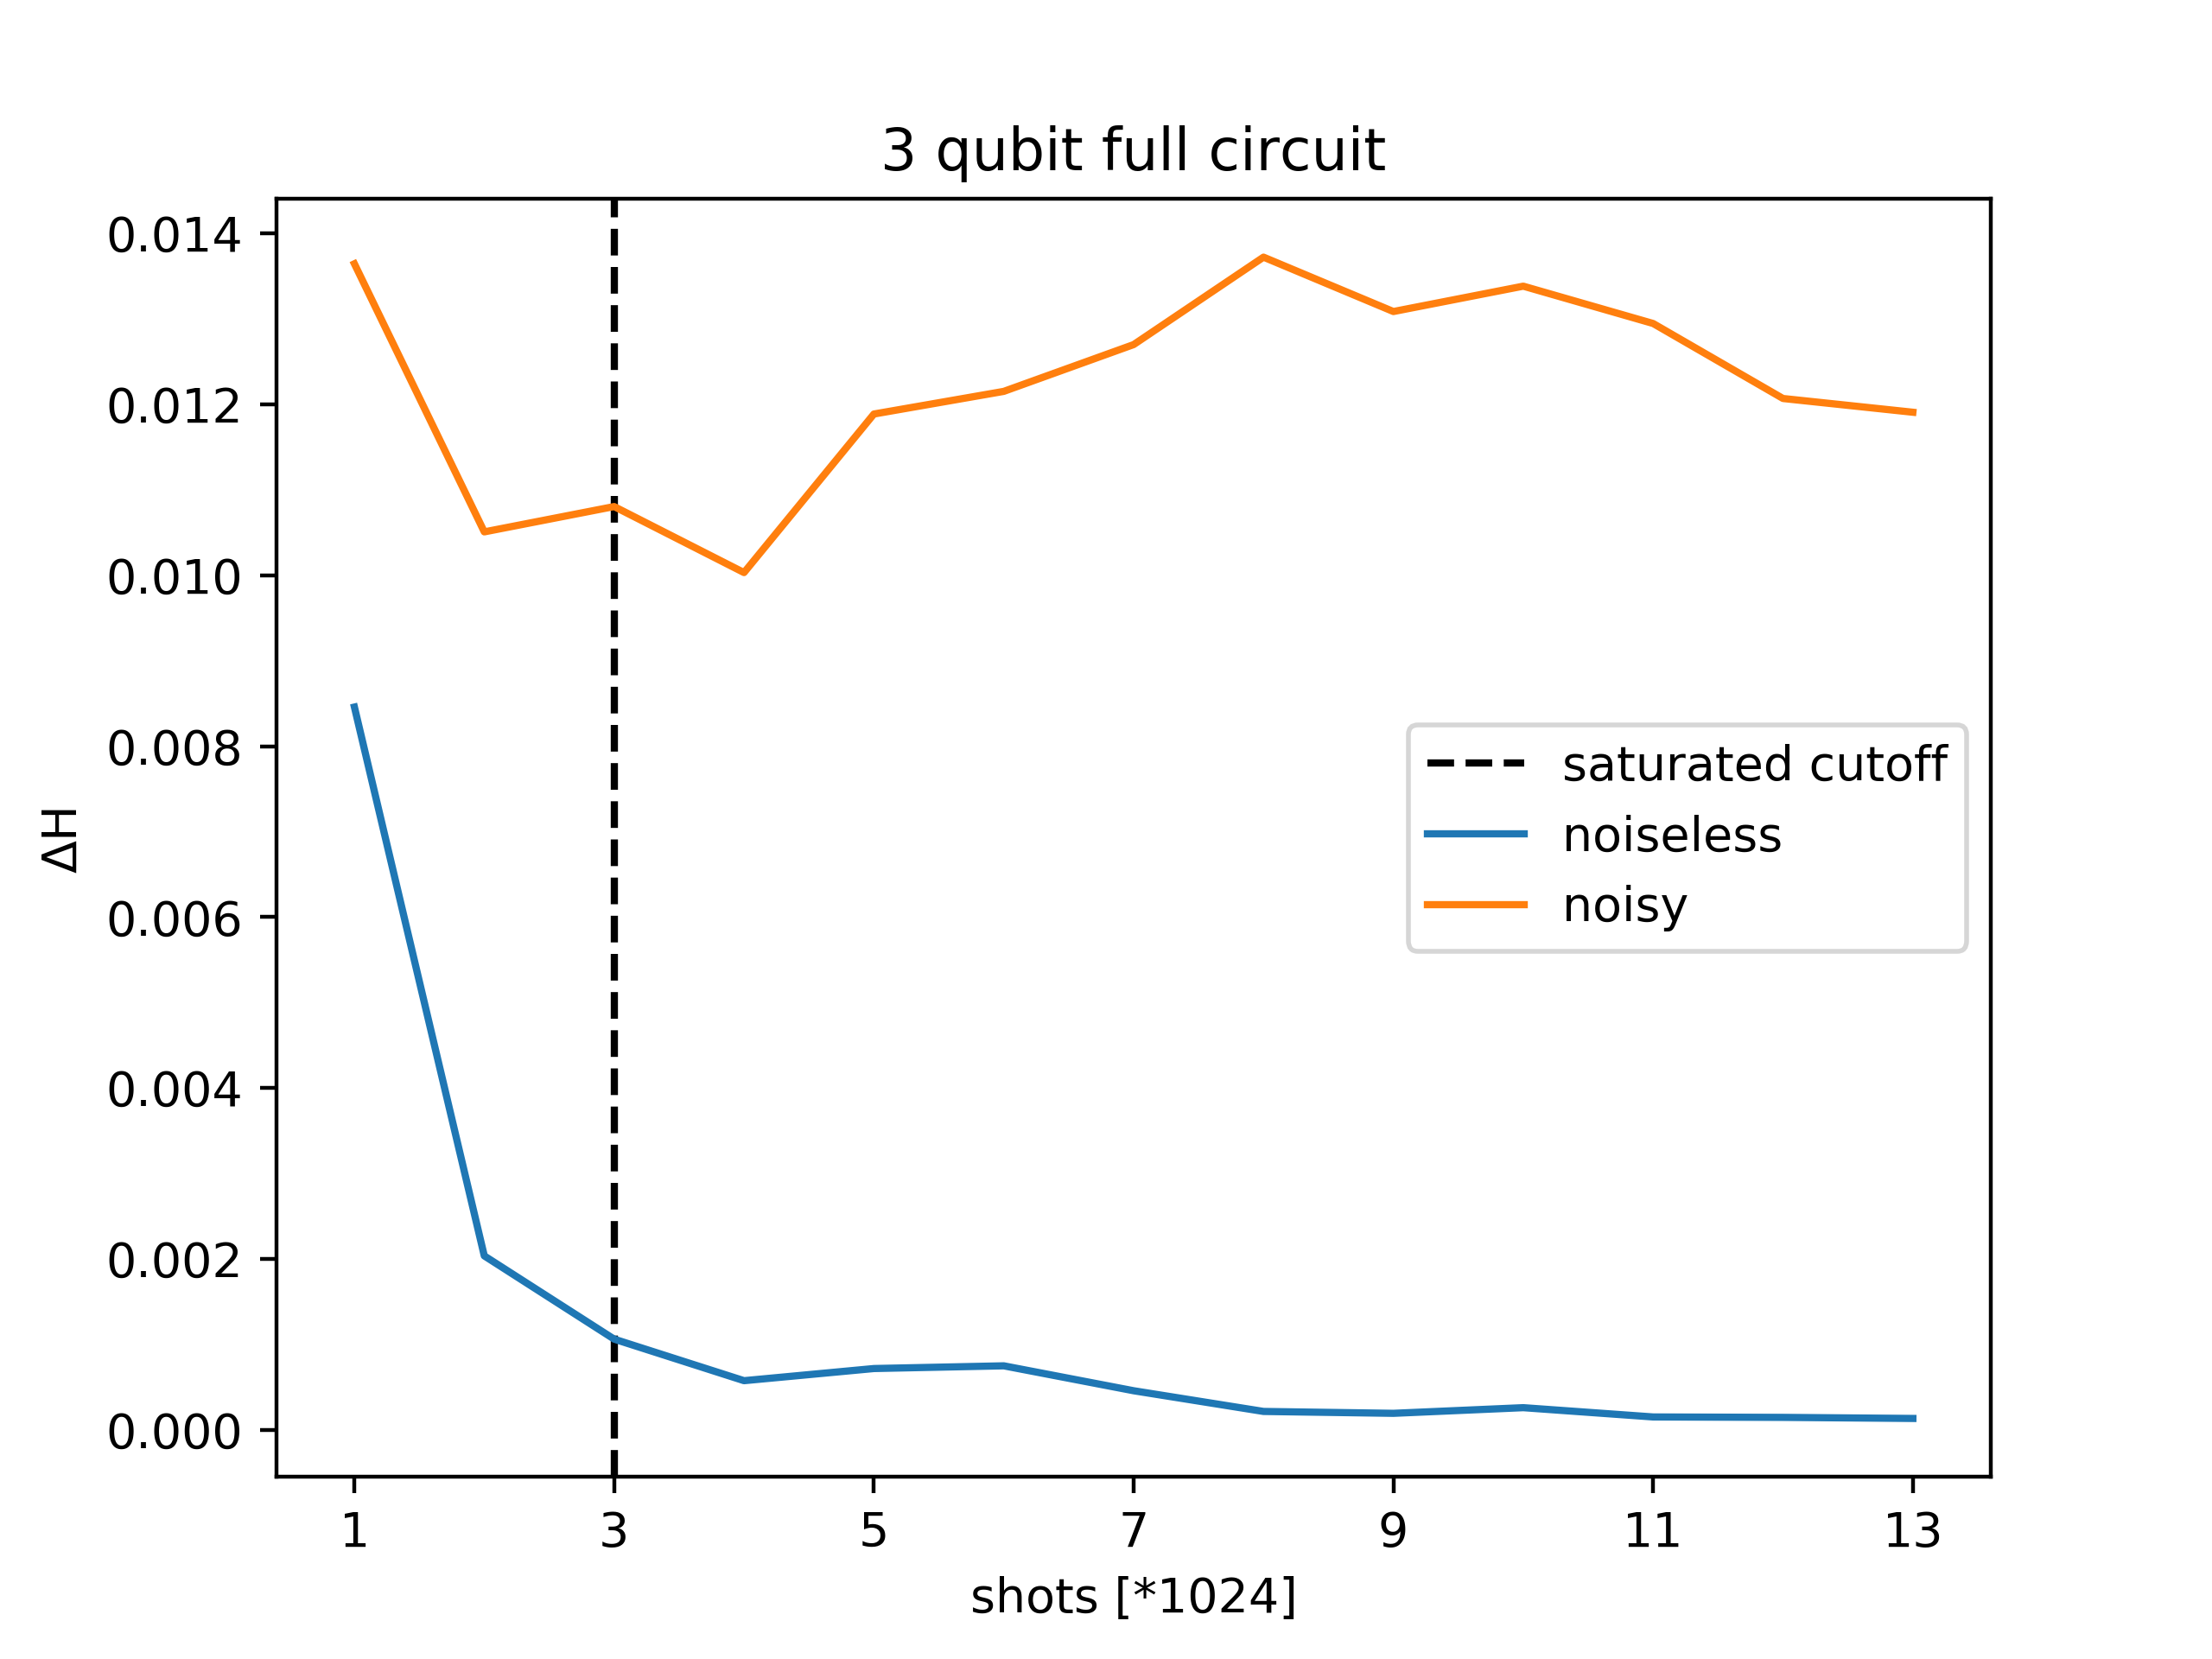 3 qubit full circuit
0.014
0.012
0.010
0.008
0.006
0.004
0.002
0.000
ΔH
saturated cutoff
noiseless
noisy
1 3 5 7 9 11 13
shots [*1024]